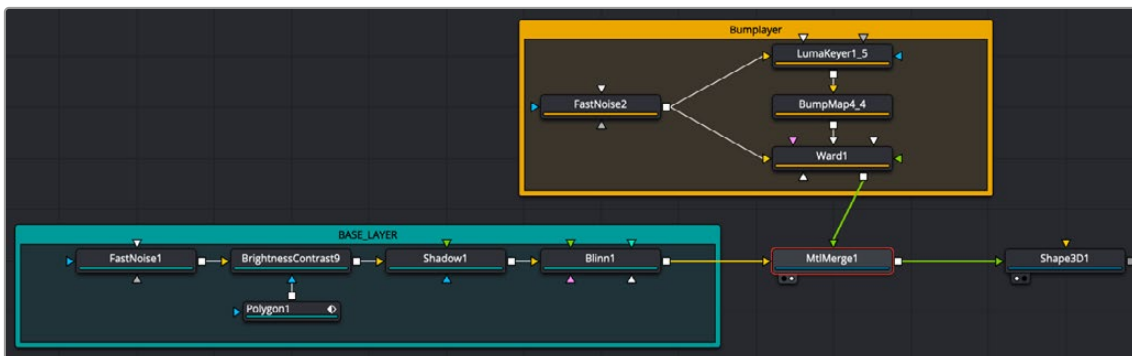 Bumplayer
LumaKeyer1_5
FastNoise2
BumpMap4_4
Ward1
BASE_LAYER
FastNoise1
BrightnessContrast9
Shadow1
Blinn1
MtlMerge1
Shape3D1
Polygon1